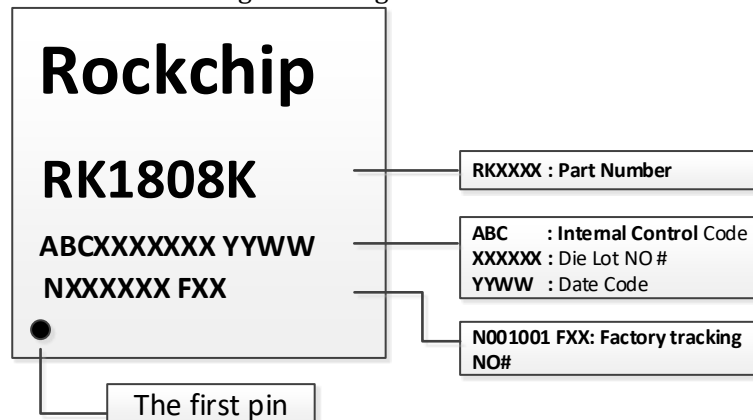 Rockchip
RK1808K
ABCXXXXXXX YYWW
NXXXXXX FXX
RKXXXX : Part Number
ABC : Internal Control Code
XXXXXX : Die Lot NO #
YYWW : Date Code
N001001 FXX: Factory tracking
NO#
The first pin